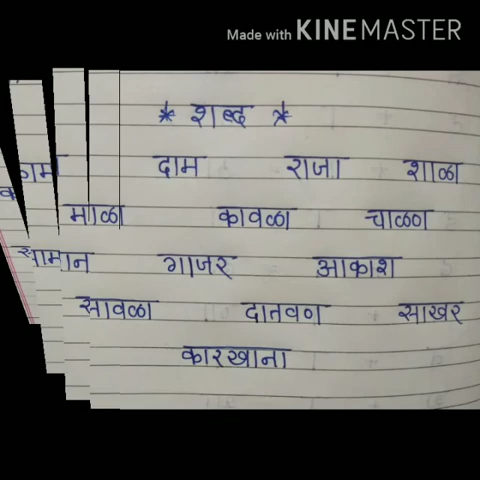 Made with KINEMASTER
* शब्द *
काम दाम राजा शाळा
माळा कावळा चाळण
सामान गाजर आकाश
सावळा दातवण साखर
कारखाना